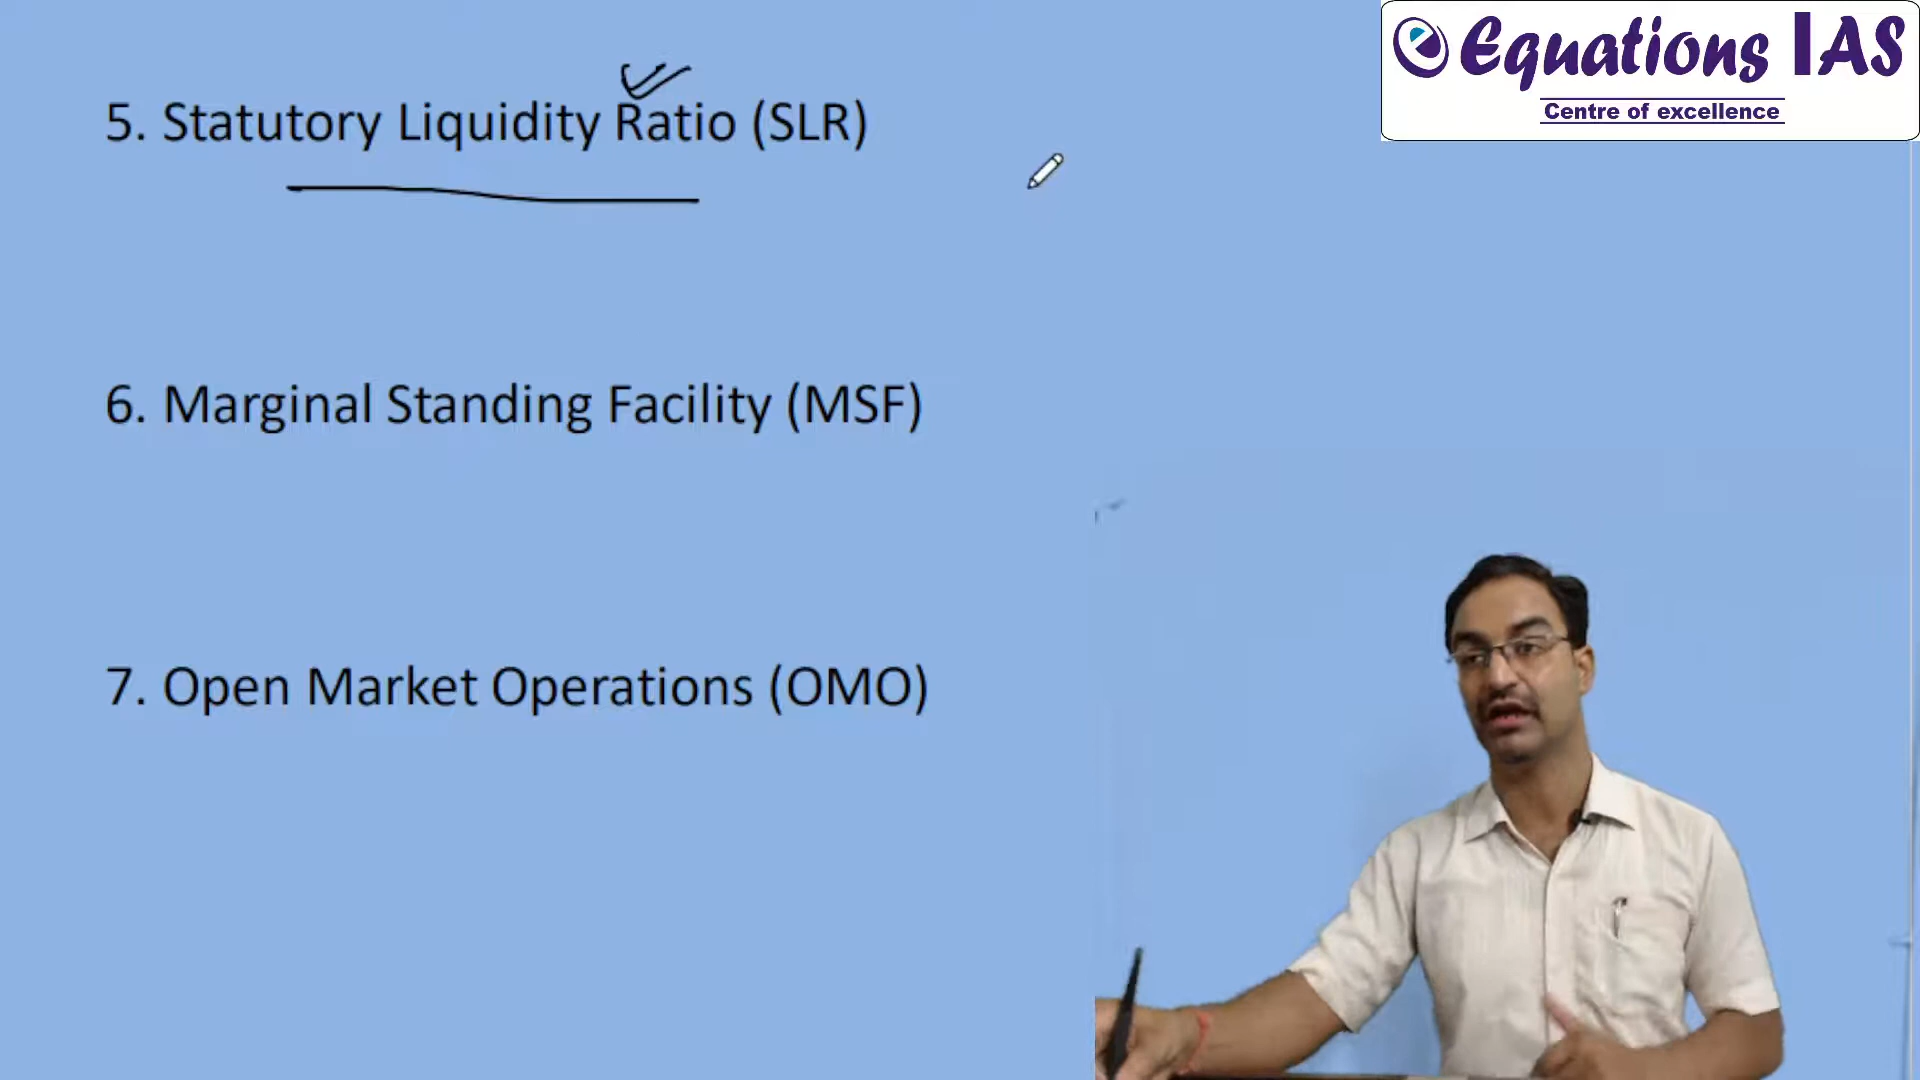 Equations IAS
Centre of excellence
5. Statutory Liquidity Ratio (SLR)
6. Marginal Standing Facility (MSF)
7. Open Market Operations (OMO)